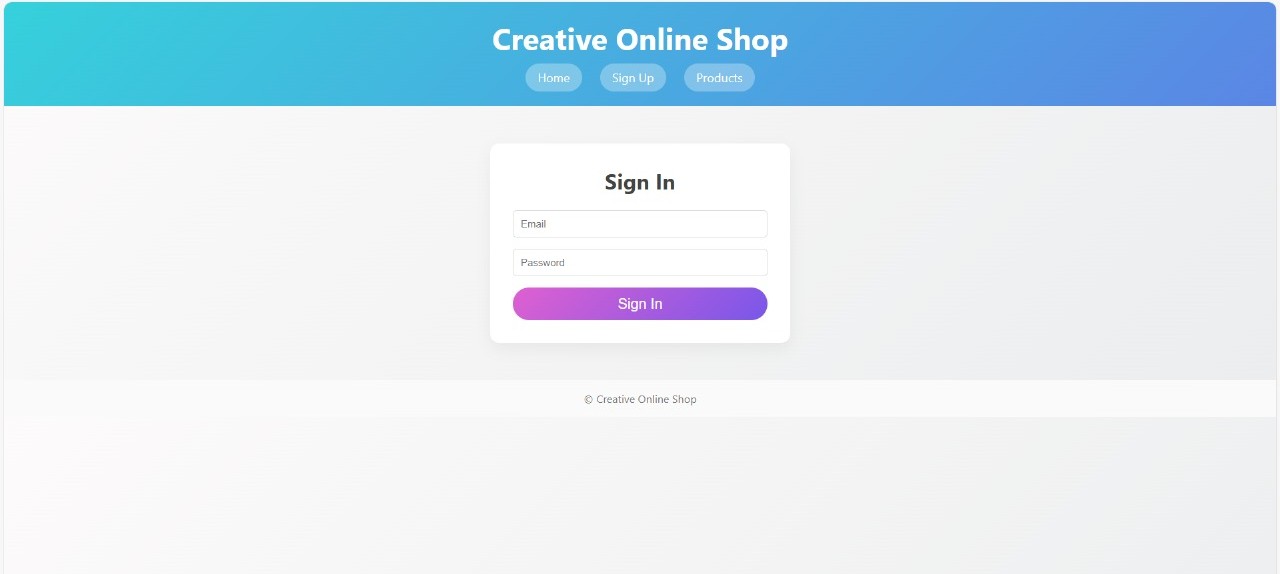 Creative Online Shop
Home Sign Up Products
Sign In
Email
Password
Sign In
© Creative Online Shop